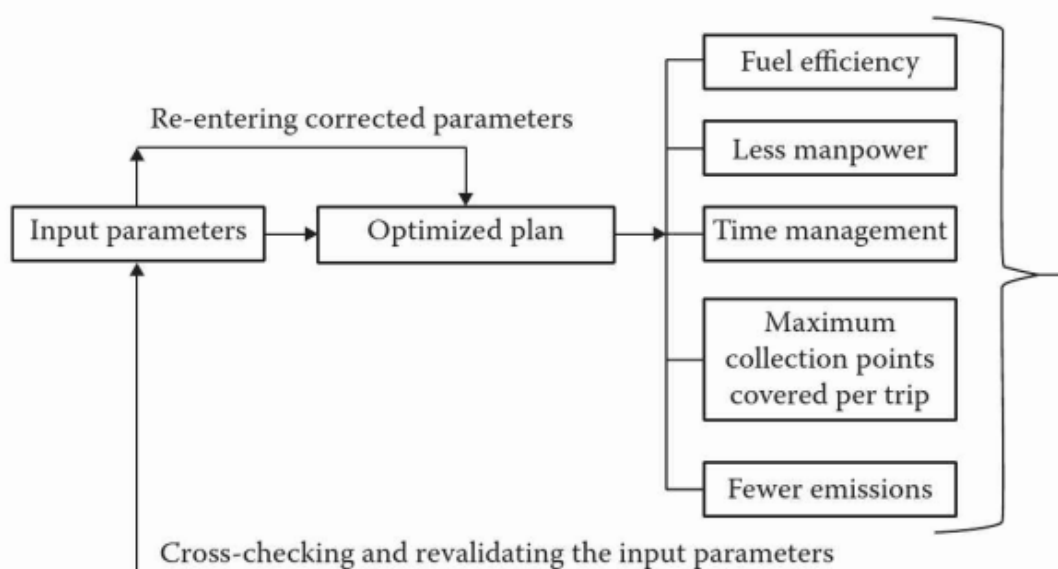 Fuel efficiency
Re-entering corrected parameters
Less manpower
Input parameters
Optimized plan
Time management
Maximum
collection points
covered per trip
Fewer emissions
Cross-checking and revalidating the input parameters